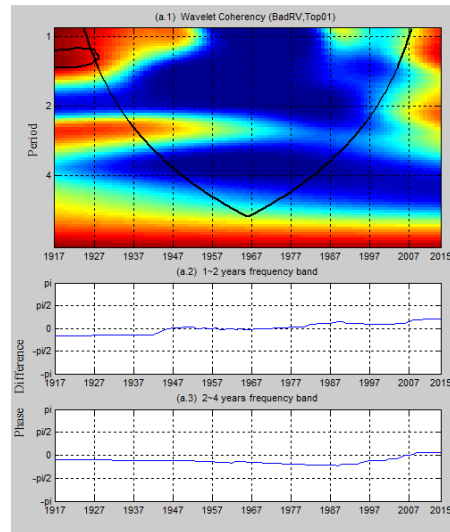 (a.1) Wavelet Coherency (BadRV,Top01)
Period
1
2
4
1917 1927 1937 1947 1957 1967 1977 1987 1997 2007 2015
(a.2) 1~2 years frequency band
pi
pi/2
0
-pi/2
-pi
1917 1927 1937 1947 1957 1967 1977 1987 1997 2007 2015
Phase Difference
(a.3) 2~4 years frequency band
pi
pi/2
0
-pi/2
-pi
1917 1927 1937 1947 1957 1967 1977 1987 1997 2007 2015